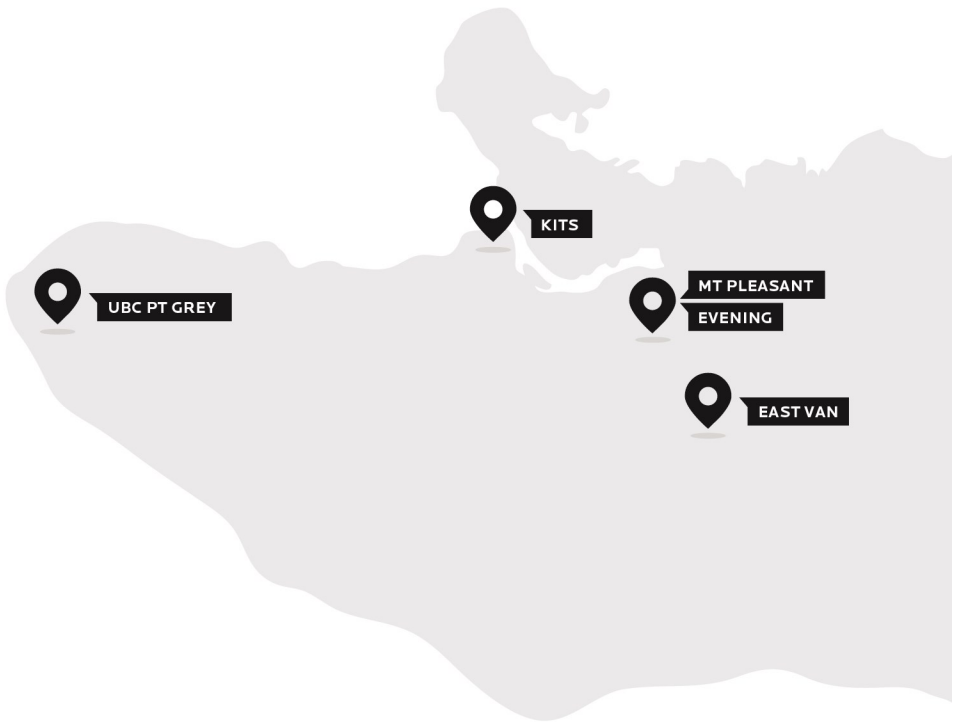 KITS
UBC PT GREY
MT PLEASANT
EVENING
EAST VAN